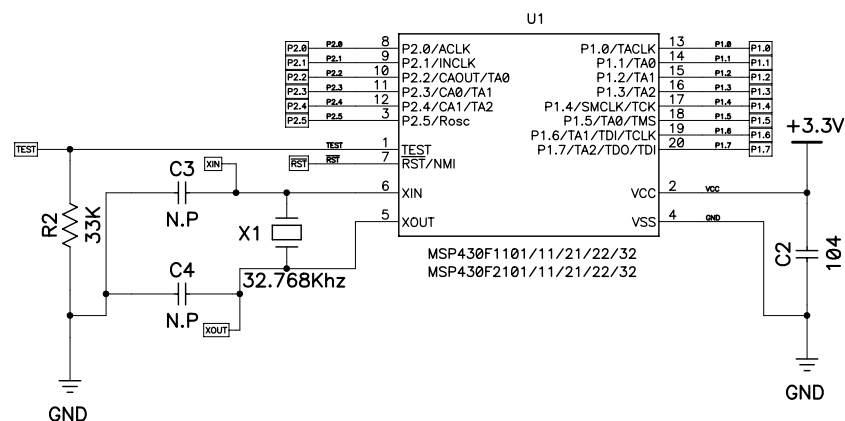 U1
P2.0 P2.0 8 P2.0/ACLK P1.0/TACLK 13 P1.0 P1.0
P2.1 P2.1 9 P2.1/INCLK P1.1/TA0 14 P1.1 P1.1
P2.2 P2.2 10 P2.2/CAOUT/TA0 P1.2/TA1 15 P1.2 P1.2
P2.3 P2.3 11 P2.3/CA0/TA1 P1.3/TA2 16 P1.3 P1.3
P2.4 P2.4 12 P2.4/CA1/TA2 P1.4/SMCLK/TCK 17 P1.4 P1.4
P2.5 P2.5 3 P2.5/Rosc P1.5/TA0/TMS 18 P1.5 P1.5
P1.6/TA1/TDI/TCLK 19 P1.6 P1.6
+3.3V
TEST TEST 1 TEST P1.7/TA2/TDO/TDI 20 P1.7 P1.7
C3 XIN RST RST 7 RST/NMI
6 XIN VCC 2 VCC
N.P
R2 33K
X1 5 XOUT VSS 4 GND
C2 104
MSP430F1101/11/21/22/32
C4
MSP430F2101/11/21/22/32
32.768Khz
N.P
XOUT
GND
GND